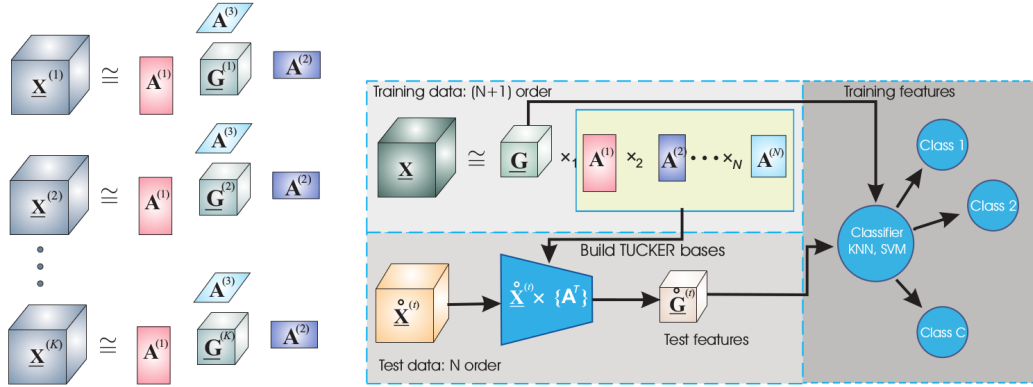 A^(3)
X^(1) ≅ A^(1) G^(1) A^(2)
A^(3)
X^(2) ≅ A^(1) G^(2) A^(2)
A^(3)
X^(K) ≅ A^(1) G^(K) A^(2)
Training data: (N+1) order
X ≅ G ×₁ A^(1) ×₂ A^(2) ••• ×_N A^(N)
Build TUCKER bases
X̊^(t)
X̊^(t) × {A^T}
G̊^(t)
Test features
Test data: N order
Training features
Class 1
Class 2
Classifier
KNN, SVM
Class C